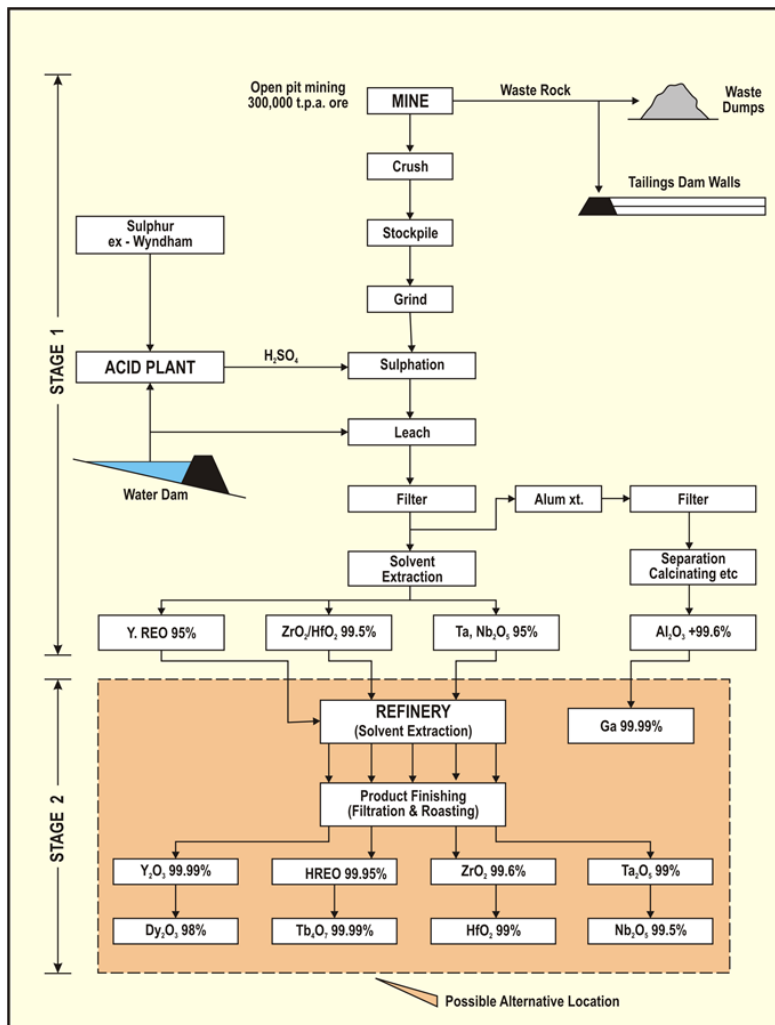 Open pit mining
300,000 t.p.a. ore
MINE
Waste Rock
Waste
Dumps
Crush
Tailings Dam Walls
Sulphur
ex - Wyndham
Stockpile
Grind
STAGE 1
ACID PLANT
H₂SO₄
Sulphation
Leach
Water Dam
Filter
Alum xt.
Filter
Solvent
Extraction
Separation
Calcinating etc
Y. REO 95%
ZrO₂/HfO₂ 99.5%
Ta, Nb₂O₅ 95%
Al₂O₃ +99.6%
STAGE 2
REFINERY
(Solvent Extraction)
Ga 99.99%
Product Finishing
(Filtration & Roasting)
Y₂O₃ 99.99%
HREO 99.95%
ZrO₂ 99.6%
Ta₂O₅ 99%
Dy₂O₃ 98%
Tb₄O₇ 99.99%
HfO₂ 99%
Nb₂O₅ 99.5%
Possible Alternative Location